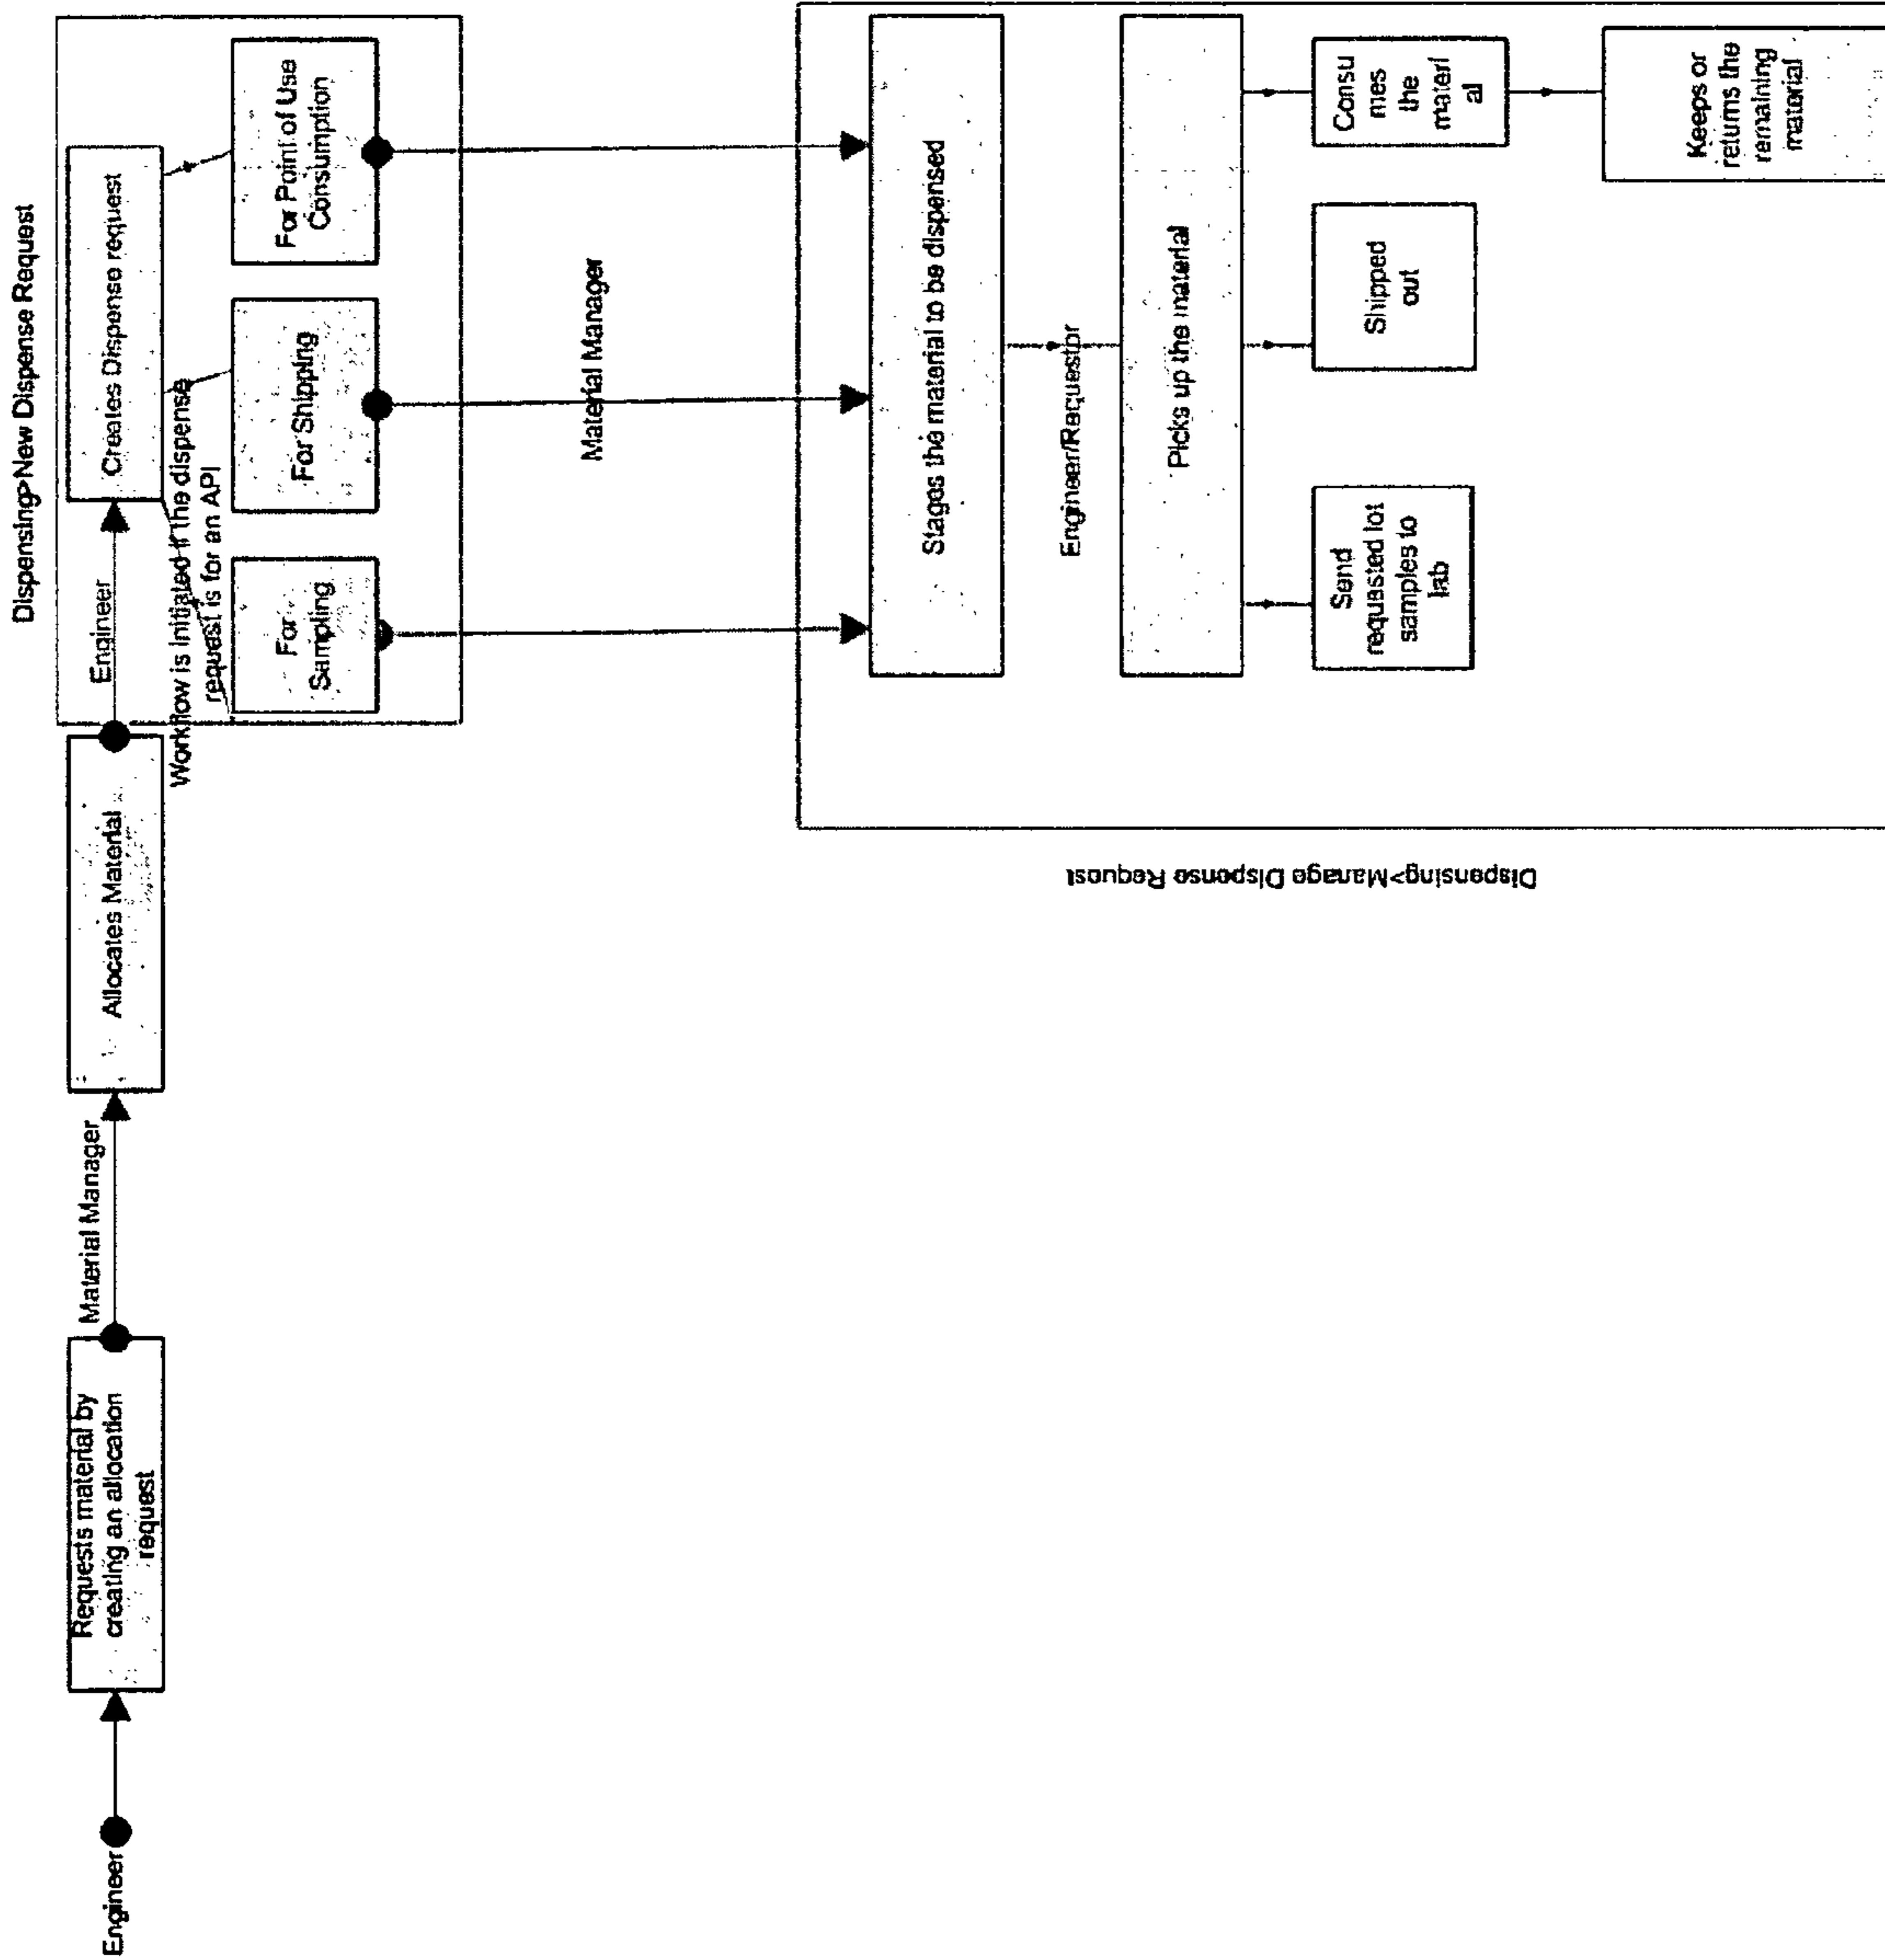 Engineer
Requests material by
creating an allocation
request
Material Manager
Allocates Material
Engineer
Dispensing>New Dispense Request
Creates Dispense request
Workflow is initiated if the dispense
request is for an API
For
Sampling
For Shipping
For Point of Use
Consumption
Material Manager
Dispensing>Manage Dispense Request
Stages the material to be dispensed
Engineer/Requestor
Picks up the material
Send
requested lot
samples to
lab
Shipped
out
Consu
mes
the
materi
al
Keeps or
returns the
remaining
material